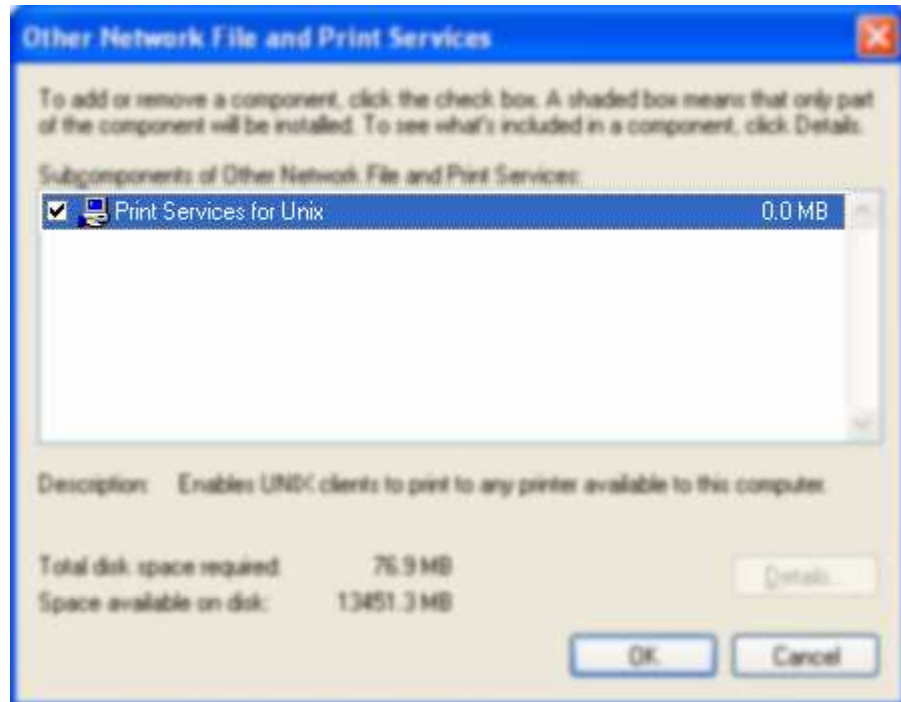 Other Network File and Print Services
To add or remove a component, click the check box. A shaded box means that only part
of the component will be installed. To see what's included in a component, click Details.
Subcomponents of Other Network File and Print Services:
Print Services for Unix 0.0 MB
Description: Enables UNIX clients to print to any printer available to this computer.
Total disk space required: 76.9 MB
Space available on disk: 13451.3 MB
Details...
OK Cancel